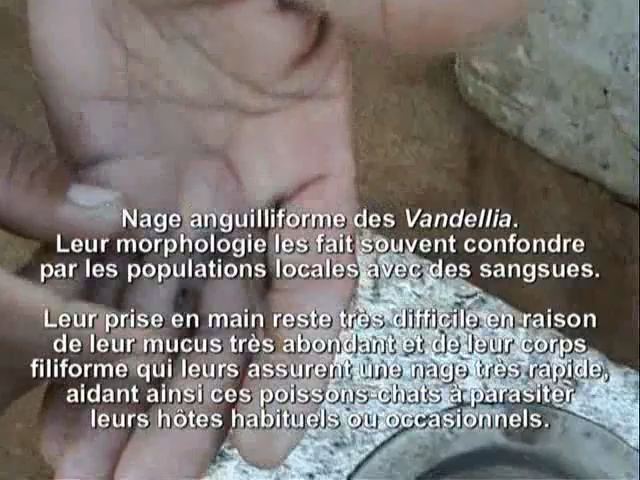 Nage anguilliforme des Vandellia.
Leur morphologie les fait souvent confondre
par les populations locales avec des sangsues.
Leur prise en main reste très difficile en raison
de leur mucus très abondant et de leur corps
filiforme qui leurs assurent une nage très rapide,
aidant ainsi ces poissons-chats à parasiter
leurs hôtes habituels ou occasionnels.